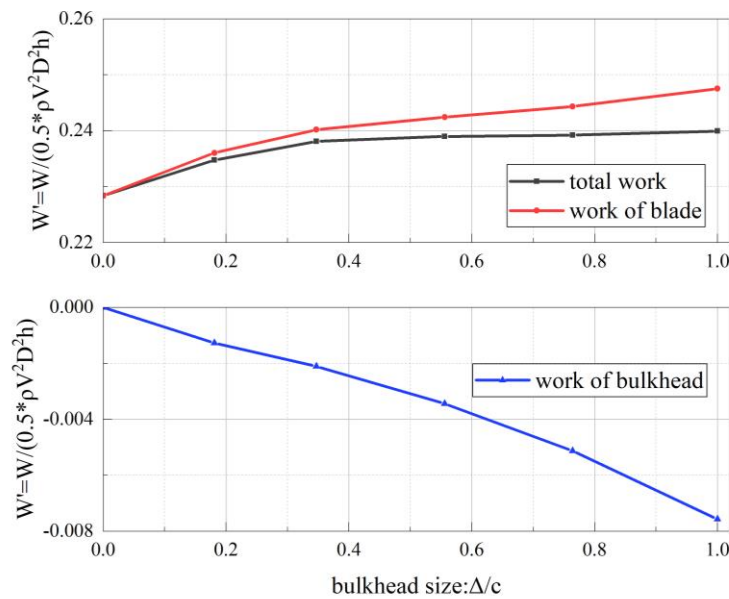 W'=W/(0.5*ρV²D²h)
0.26
0.24
0.22
total work
work of blade
0.0 0.2 0.4 0.6 0.8 1.0
W'=W/(0.5*ρV²D²h)
0.000
-0.004
-0.008
work of bulkhead
0.0 0.2 0.4 0.6 0.8 1.0
bulkhead size:Δ/c